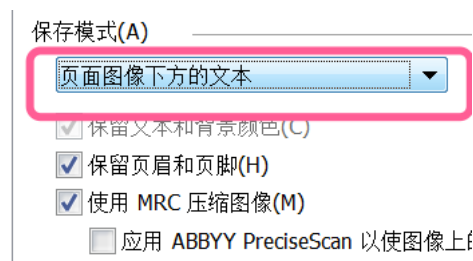 保存模式(A)
页面图像下方的文本
保留文本和背景颜色(C)
保留页眉和页脚(H)
使用 MRC 压缩图像(M)
应用 ABBYY PreciseScan 以使图像上的